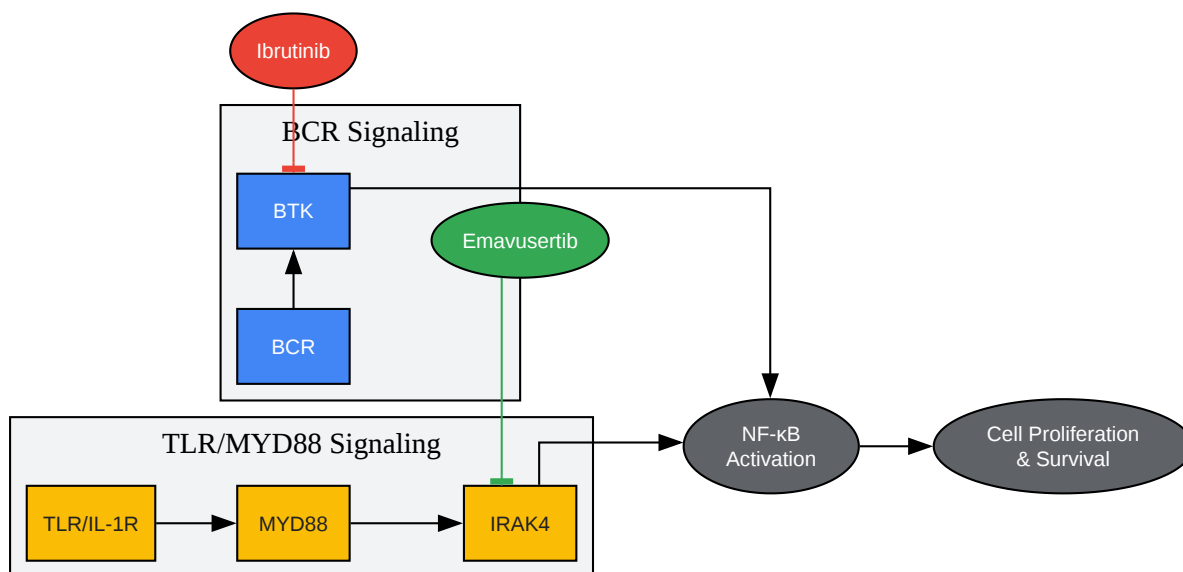 Ibrutinib
BCR Signaling
BTK
Emavusertib
BCR
TLR/MYD88 Signaling
NF-κB
Activation
Cell Proliferation
& Survival
TLR/IL-1R
MYD88
IRAK4